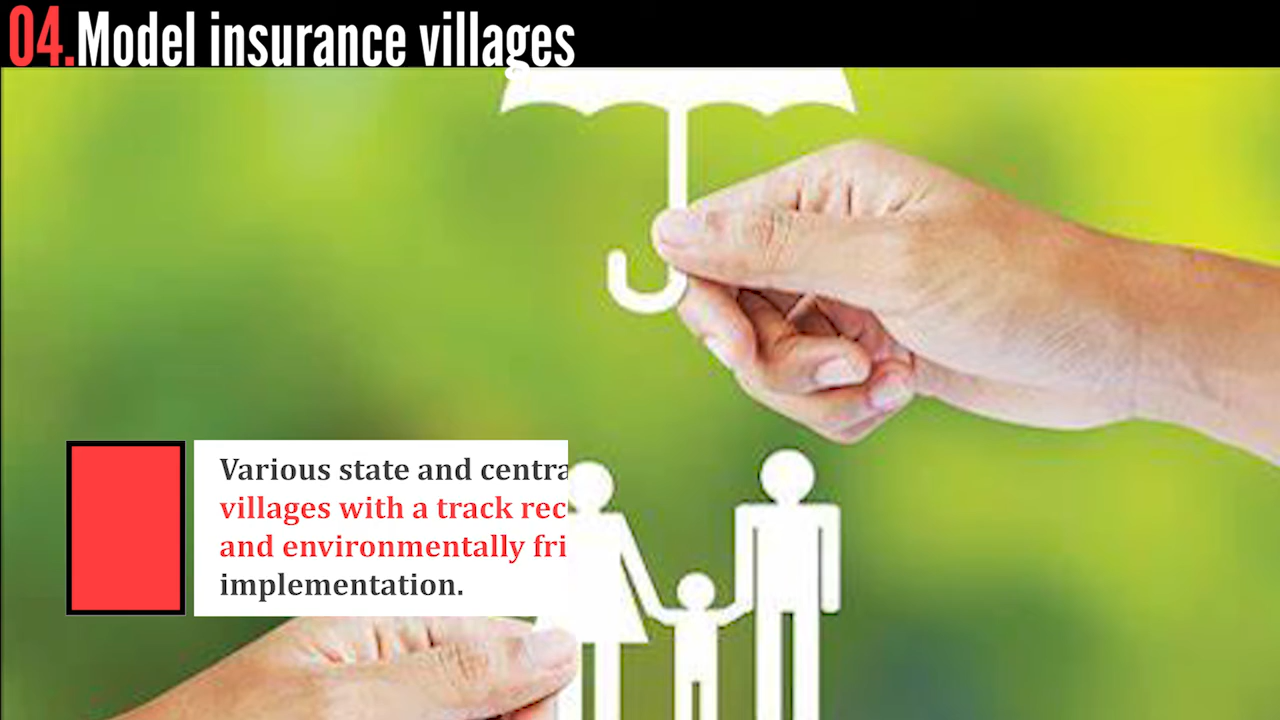 04.Model insurance villages
Various state and centra
villages with a track rec
and environmentally fri
implementation.